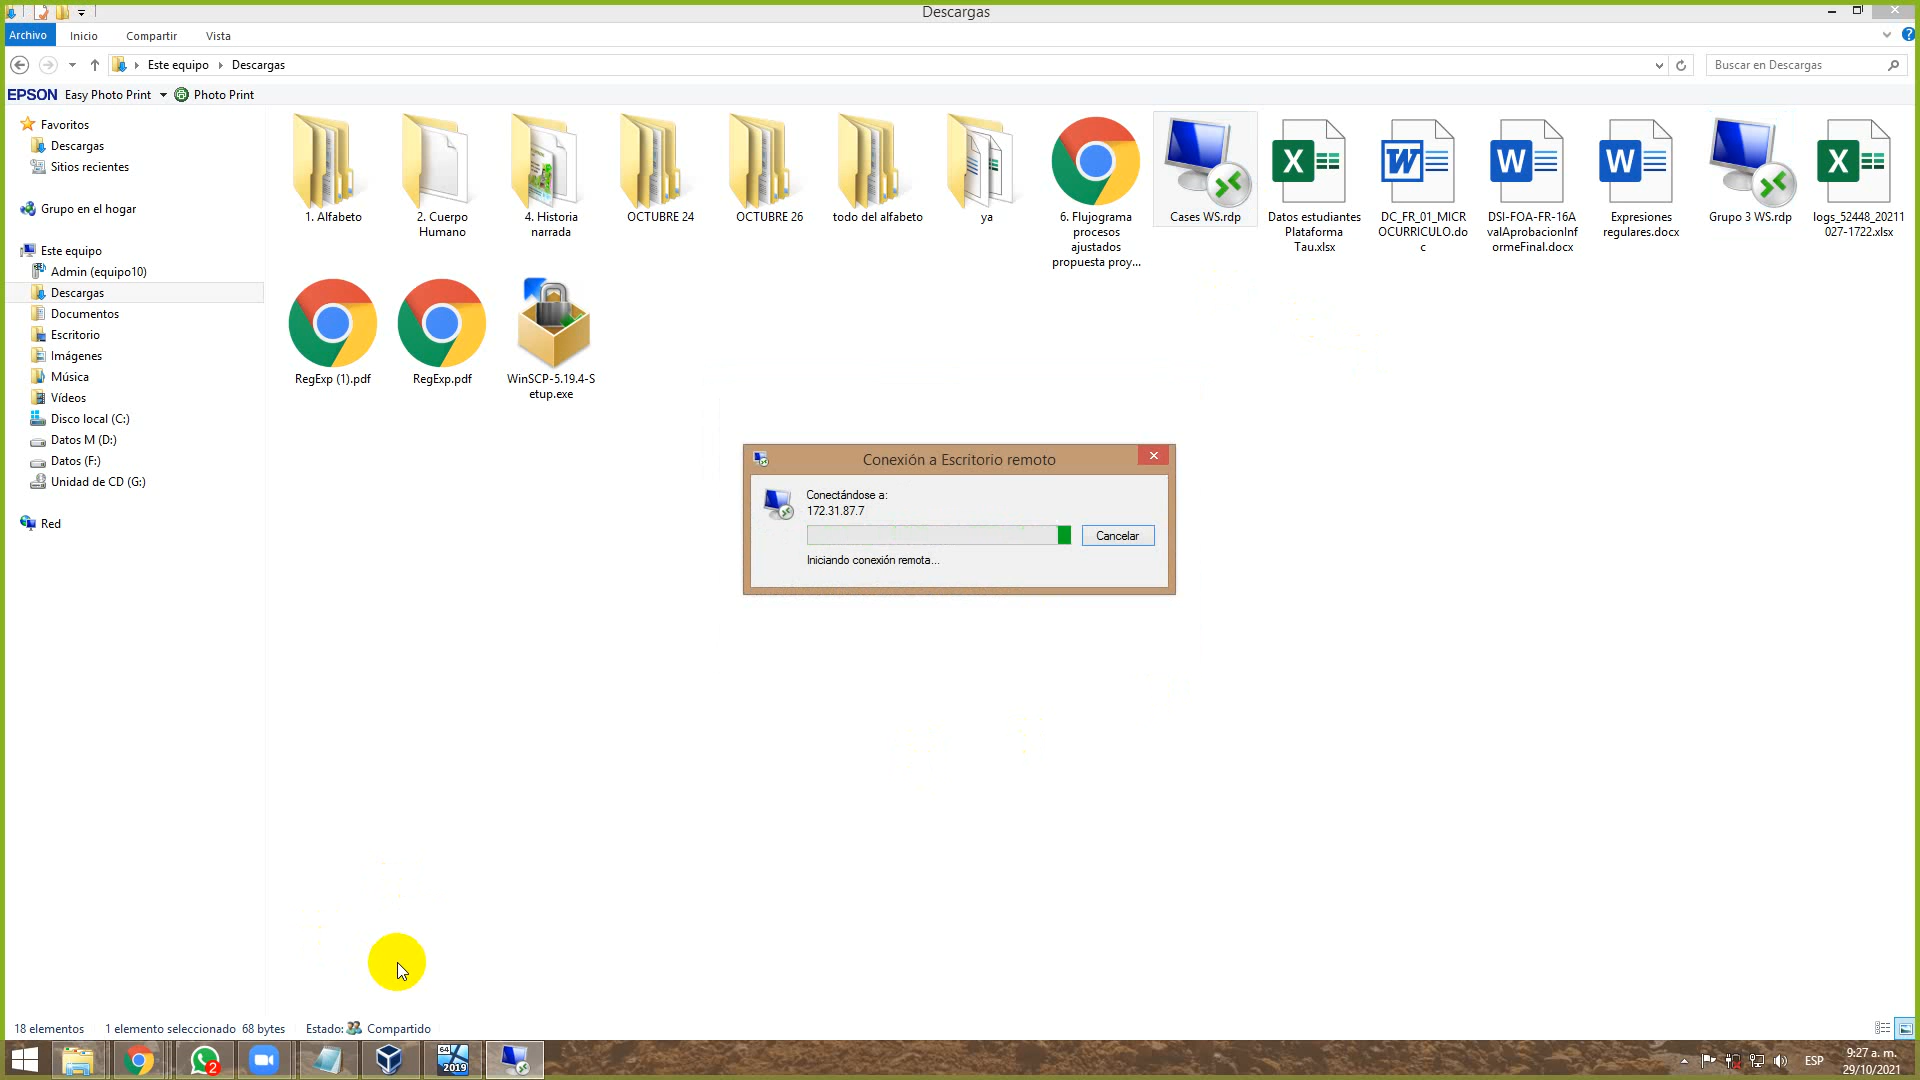 Descargas
Archivo
Inicio
Compartir
Vista
Este equipo
Descargas
Buscar en Descargas
EPSON
Easy Photo Print
Photo Print
Favoritos
Descargas
Sitios recientes
Grupo en el hogar
Este equipo
Admin (equipo10)
Descargas
Documentos
Escritorio
Imágenes
Música
Vídeos
Disco local (C:)
Datos M (D:)
Datos (F:)
Unidad de CD (G:)
Red
1. Alfabeto
2. Cuerpo
Humano
4. Historia
narrada
OCTUBRE 24
OCTUBRE 26
todo del alfabeto
ya
6. Flujograma
procesos
ajustados
propuesta proy...
Cases WS.rdp
Datos estudiantes
Plataforma
Tau.xlsx
DC_FR_01_MICR
OCURRICULO.do
c
DSI-FOA-FR-16A
valAprobacionInf
ormeFinal.docx
Expresiones
regulares.docx
Grupo 3 WS.rdp
logs_52448_20211
027-1722.xlsx
RegExp (1).pdf
RegExp.pdf
WinSCP-5.19.4-S
etup.exe
Conexión a Escritorio remoto
Conectándose a:
172.31.87.7
Cancelar
Iniciando conexión remota...
18 elementos
1 elemento seleccionado 68 bytes
Estado:
Compartido
2
64
2019
ESP
9:27 a. m.
29/10/2021